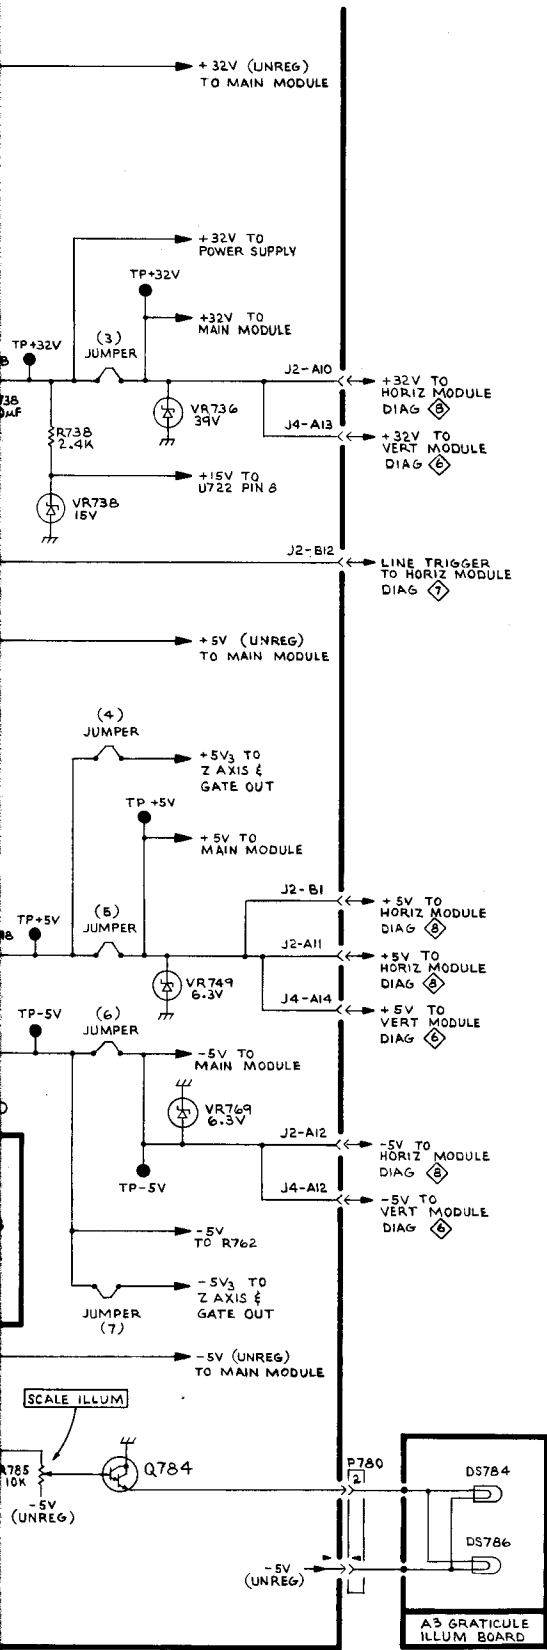 + 32V (UNREG)
TO MAIN MODULE
+32V TO
POWER SUPPLY
TP+32V
+32V TO
MAIN MODULE
(3)
JUMPER
TP+32V
J2-A10
+32V TO
HORIZ MODULE
DIAG 8
VR736
39V
J4-A13
+32V TO
VERT MODULE
DIAG 6
R738
2.4K
+15V TO
U722 PIN 8
VR738
15V
J2-B12
LINE TRIGGER
TO HORIZ MODULE
DIAG 7
+5V (UNREG)
TO MAIN MODULE
(4)
JUMPER
+5V3 TO
Z AXIS &
GATE OUT
TP +5V
+ 5V TO
MAIN MODULE
J2-B1
+ 5V TO
HORIZ MODULE
DIAG 8
TP+5V
(5)
JUMPER
J2-A11
+5V TO
HORIZ MODULE
DIAG 8
VR749
6.3V
J4-A14
+5V TO
VERT MODULE
DIAG 6
TP-5V
(6)
JUMPER
-5V TO
MAIN MODULE
VR769
6.3V
J2-A12
-5V TO
HORIZ MODULE
DIAG 8
TP-5V
J4-A12
-5V TO
VERT MODULE
DIAG 6
-5V
TO R762
-5V3 TO
Z AXIS &
GATE OUT
JUMPER
(7)
-5V (UNREG)
TO MAIN MODULE
SCALE ILLUM
R785
10K
-5V
(UNREG)
Q784
P780
2
DS784
DS786
-5V
(UNREG)
A3 GRATICULE
ILLUM BOARD